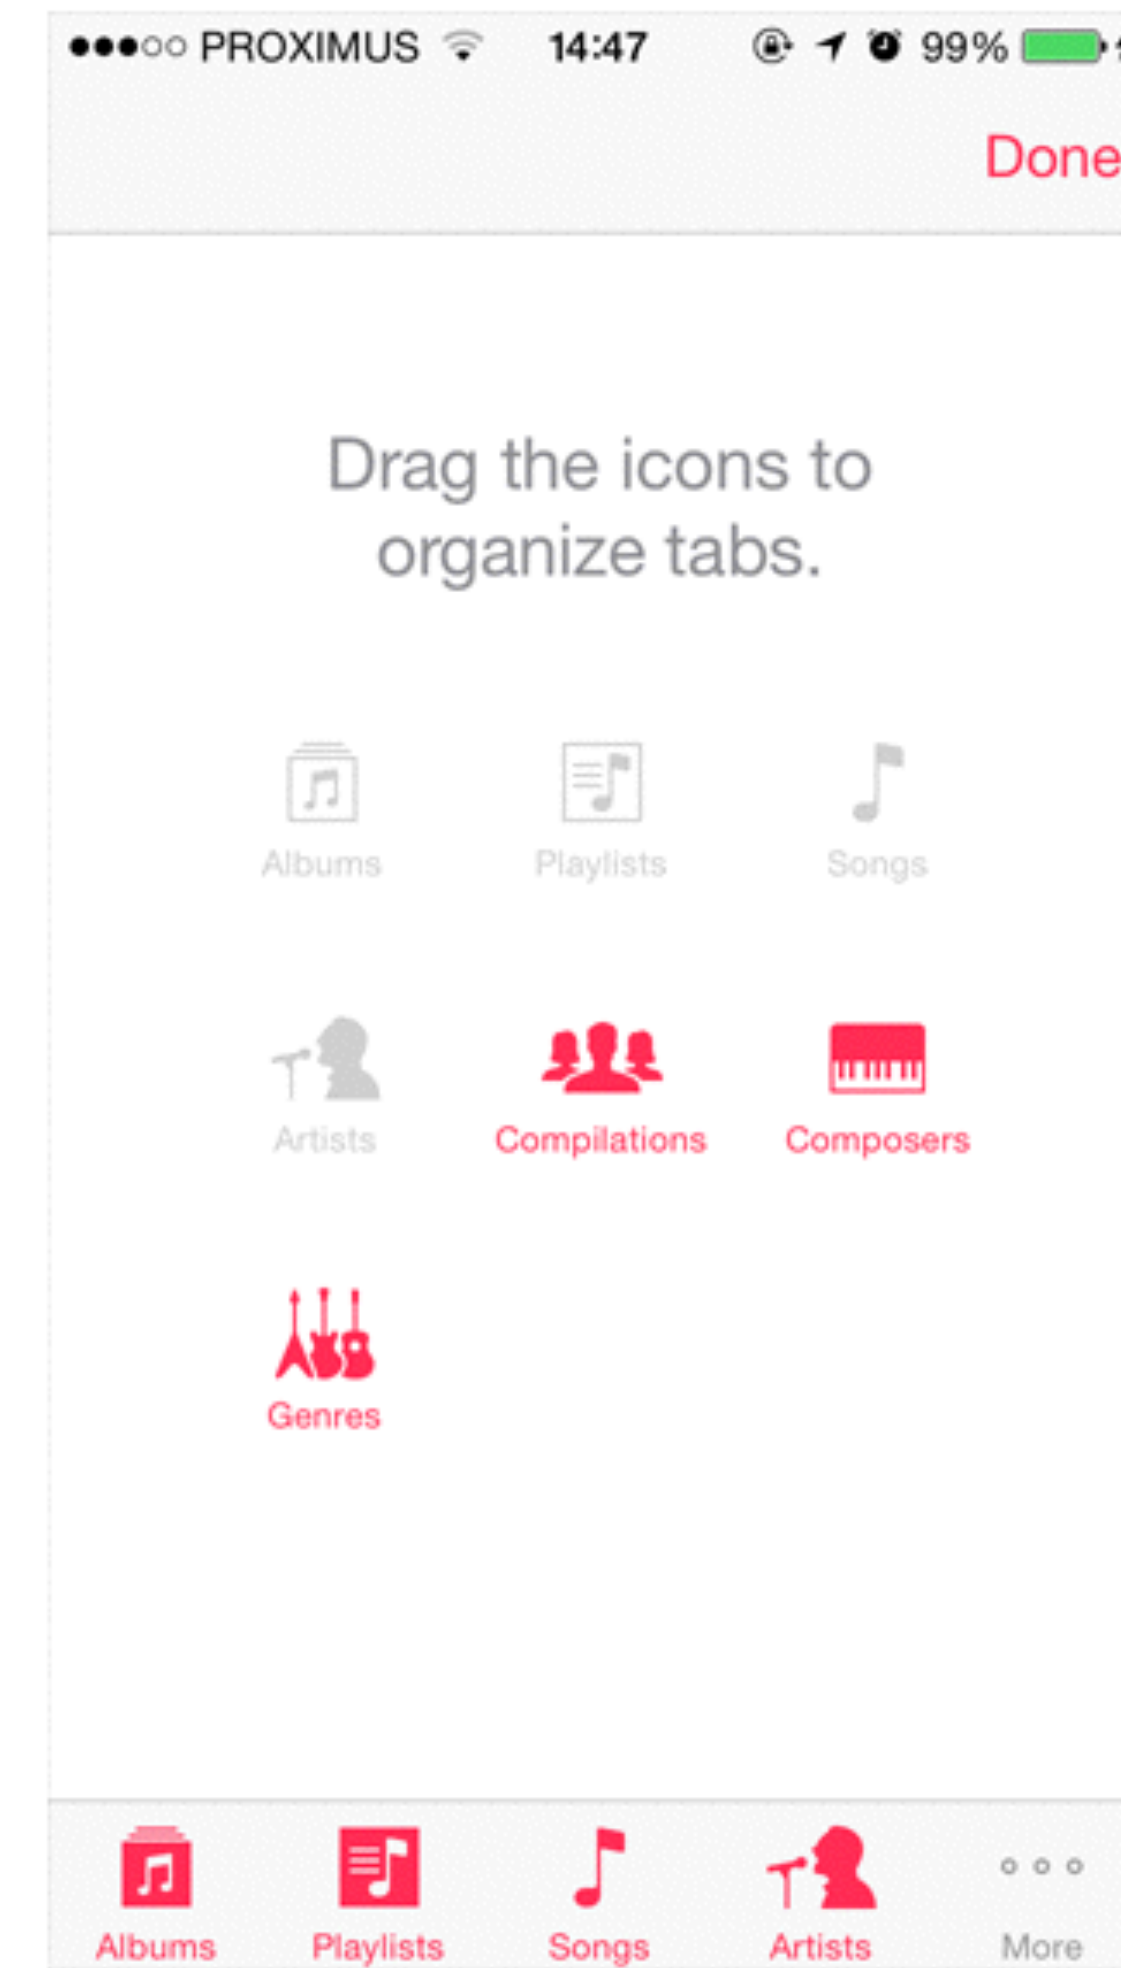 PROXIMUS 14:47 99%
Done
Drag the icons to
organize tabs.
Albums Playlists Songs
Artists Compilations Composers
Genres
Albums Playlists Songs Artists More